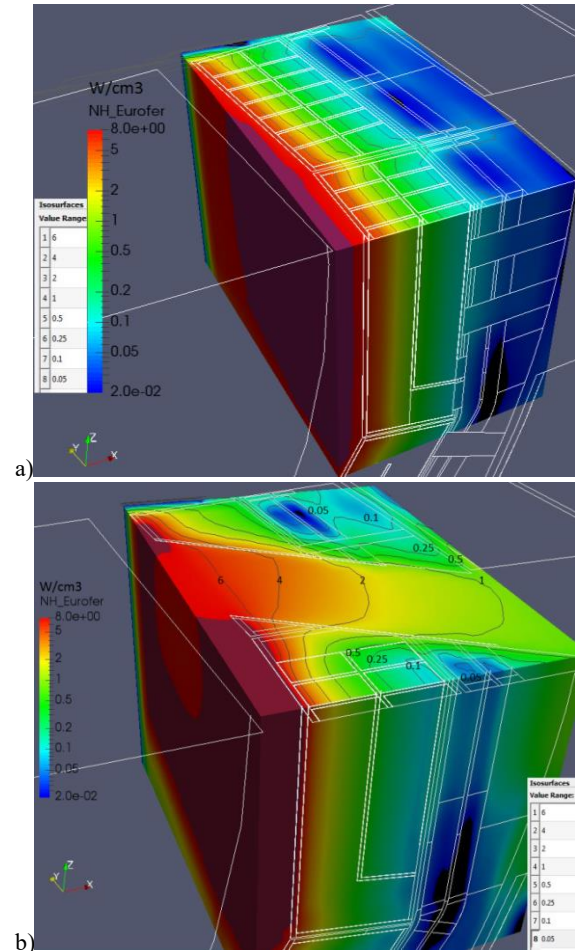 W/cm3
NH_Eurofer
8.0e+00
5
2
1
0.5
0.2
0.1
0.05
2.0e-02
Isosurfaces
Value Range:
1 6
2 4
3 2
4 1
5 0.5
6 0.25
7 0.1
8 0.05
Z
Y
X
a)
0.05
0.1
0.25
0.5
6
4
2
1
0.5
0.25
0.1
0.05
W/cm3
NH_Eurofer
8.0e+00
5
2
1
0.5
0.2
0.1
0.05
2.0e-02
Isosurfaces
Value Range:
1 6
2 4
3 2
4 1
5 0.5
6 0.25
7 0.1
8 0.05
Z
Y
X
b)